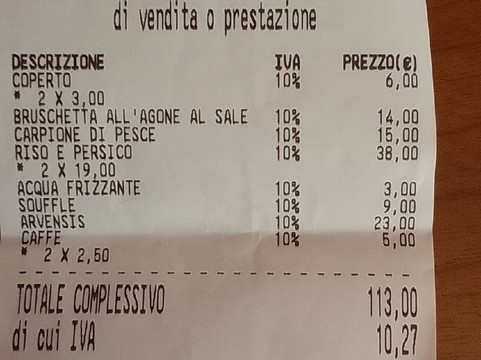 di vendita o prestazione
DESCRIZIONE IVA PREZZO(€)
COPERTO 10% 6,00
* 2 X 3,00
BRUSCHETTA ALL'AGONE AL SALE 10% 14,00
CARPIONE DI PESCE 10% 15,00
RISO E PERSICO 10% 38,00
* 2 X 19,00
ACQUA FRIZZANTE 10% 3,00
SOUFFLE 10% 9,00
ARVENSIS 10% 23,00
CAFFE 10% 5,00
* 2 X 2,50
TOTALE COMPLESSIVO 113,00
di cui IVA 10,27